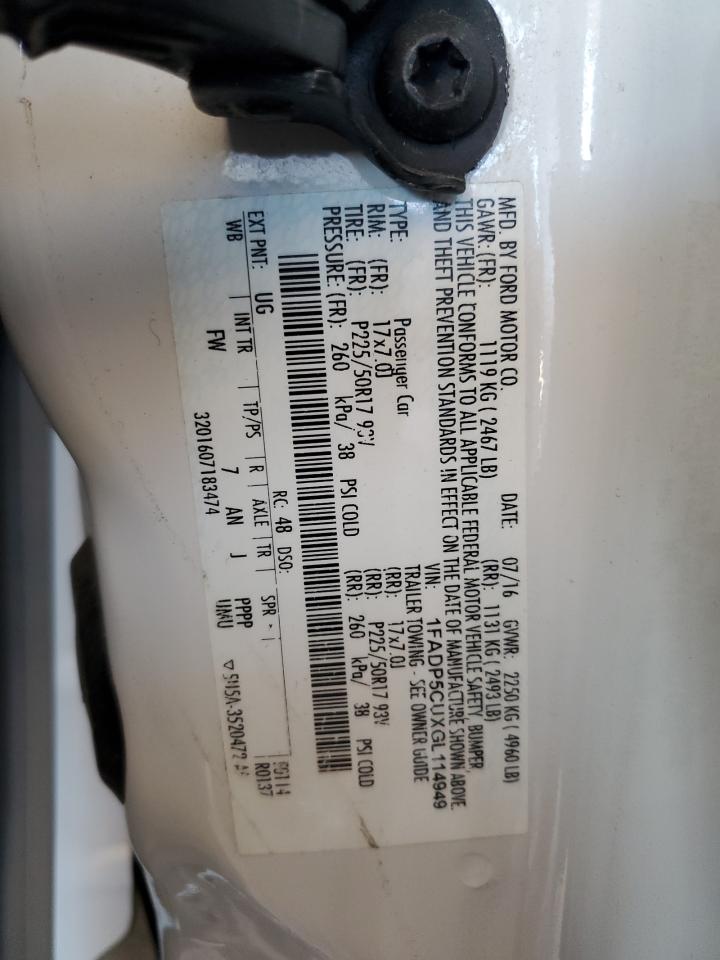 MFD. BY FORD MOTOR CO. DATE: 07/16 GVWR: 2250 KG ( 4960 LB)
GAWR: (FR): 1119 KG ( 2467 LB) (RR): 1131 KG ( 2493 LB)
THIS VEHICLE CONFORMS TO ALL APPLICABLE FEDERAL MOTOR VEHICLE SAFETY, BUMPER,
AND THEFT PREVENTION STANDARDS IN EFFECT ON THE DATE OF MANUFACTURE SHOWN ABOVE.
VIN: 1FADP5CUXGL114949
TYPE: Passenger Car TRAILER TOWING - SEE OWNER GUIDE
RIM: (FR): 17x7.0J (RR): 17x7.0J
TIRE: (FR): P225/50R17 93V (RR): P225/50R17 93V
PRESSURE: (FR): 260 kPa/ 38 PSI COLD (RR): 260 kPa/ 38 PSI COLD
EXT PNT: UG RC: 48 DSO:
WB INT TR TP/PS R AXLE TR SPR
FW 7 AN J PPPP
R0137
3201607183474